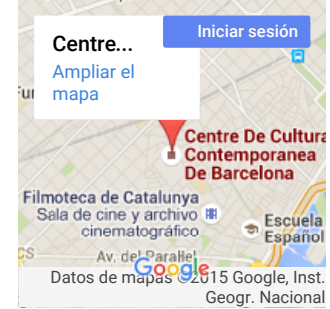 Iniciar sesión
Centre...
Ampliar el
mapa
Centre De Cultura
Contemporanea
De Barcelona
Filmoteca de Catalunya
Sala de cine y archivo
cinematográfico
Escuela
Español
Av. del Parallel
Google
Datos de mapas ©2015 Google, Inst.
Geogr. Nacional